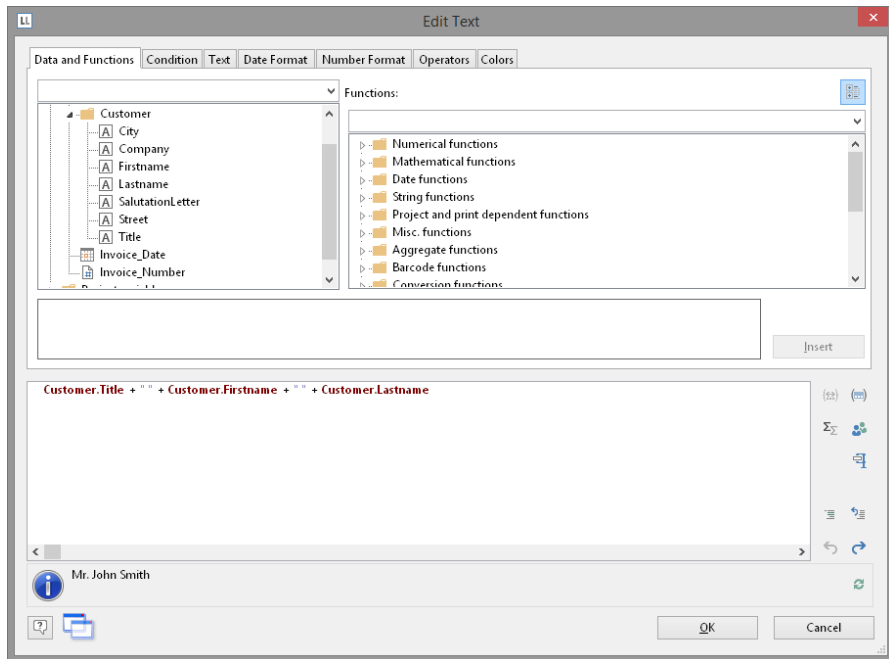 LL
Edit Text
Data and Functions Condition Text Date Format Number Format Operators Colors
Functions:
Customer
City
Company
Firstname
Lastname
SalutationLetter
Street
Title
Invoice_Date
Invoice_Number
Numerical functions
Mathematical functions
Date functions
String functions
Project and print dependent functions
Misc. functions
Aggregate functions
Barcode functions
Conversion functions
Insert
Customer.Title + " " + Customer.Firstname + " " + Customer.Lastname
Mr. John Smith
OK Cancel